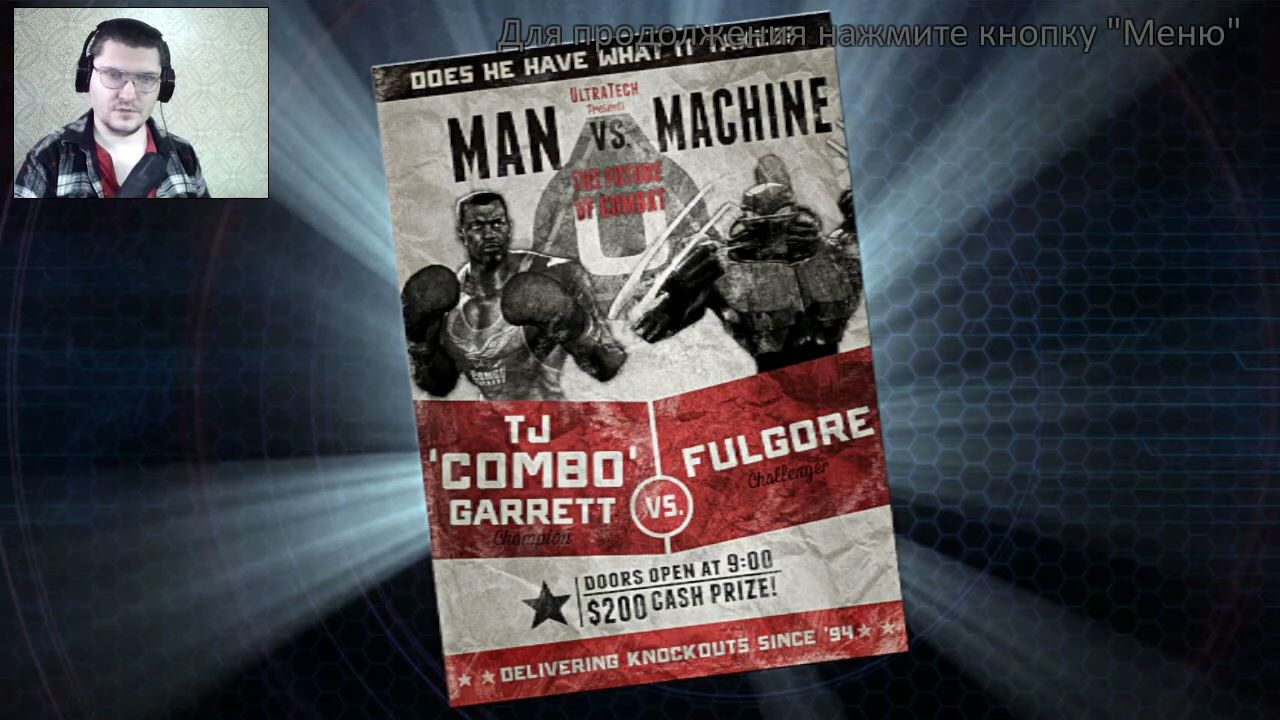 Для продолжения нажмите кнопку "Меню"
DOES HE HAVE WHAT IT TAKES?
ULTRATECH
Presents
MAN VS. MACHINE
THE FUTURE
OF COMBAT
TJ
'COMBO'
GARRETT
Champion
VS.
FULGORE
Challenger
DOORS OPEN AT 9:00
$200 CASH PRIZE!
DELIVERING KNOCKOUTS SINCE '94